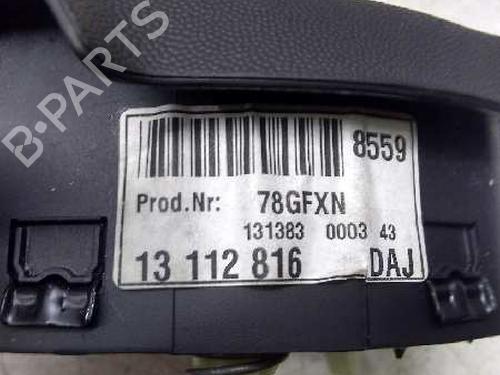 B-PARTS
8559
Prod.Nr: 78GFXN
131383 0003 43
13 112 816 DAJ